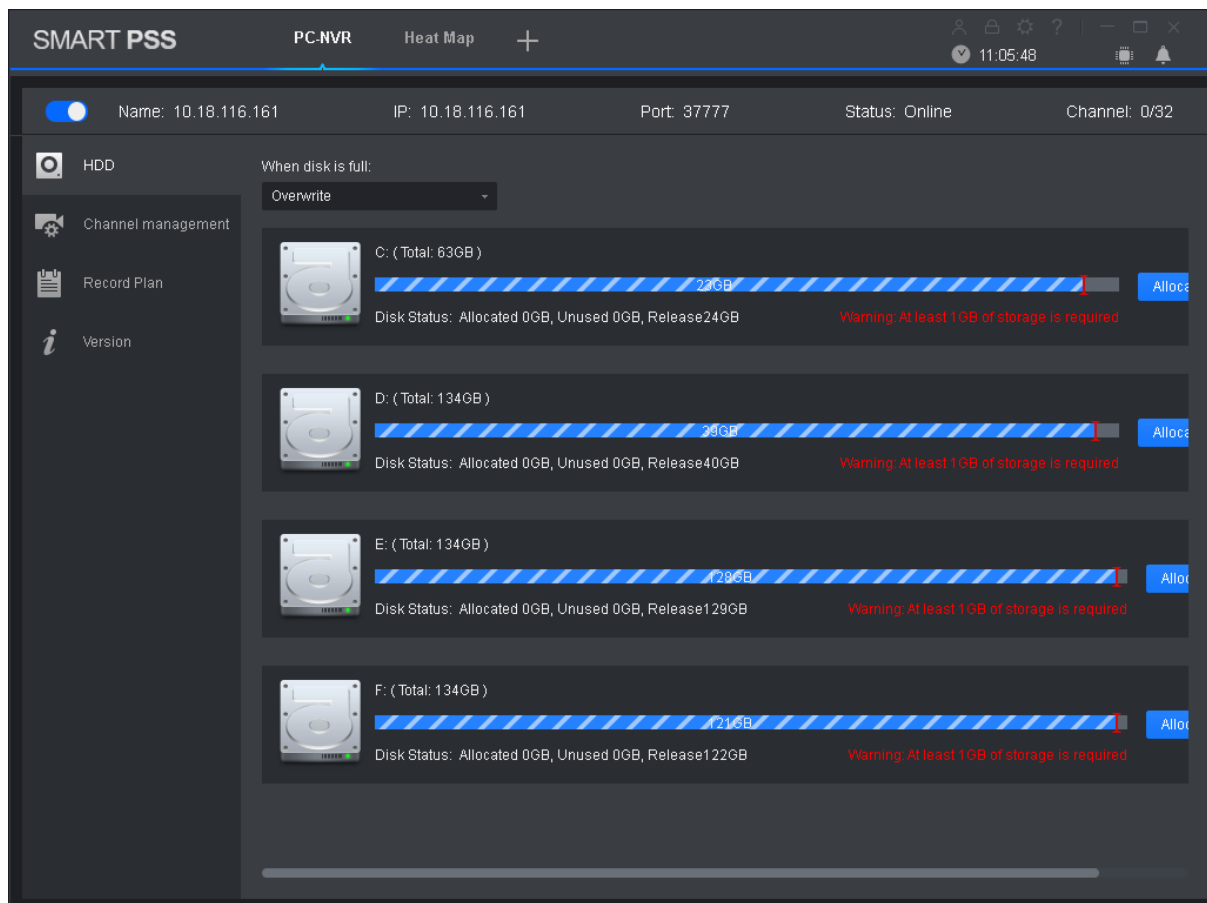 SMART PSS PC-NVR Heat Map
11:05:48
Name: 10.18.116.161 IP: 10.18.116.161 Port: 37777 Status: Online Channel: 0/32
HDD
Channel management
Record Plan
Version
When disk is full:
Overwrite
C: ( Total: 63GB )
23GB
Alloca
Disk Status: Allocated 0GB, Unused 0GB, Release24GB Warning: At least 1GB of storage is required
D: ( Total: 134GB )
39GB
Alloca
Disk Status: Allocated 0GB, Unused 0GB, Release40GB Warning: At least 1GB of storage is required
E: ( Total: 134GB )
128GB
Alloc
Disk Status: Allocated 0GB, Unused 0GB, Release129GB Warning: At least 1GB of storage is required
F: ( Total: 134GB )
121GB
Alloc
Disk Status: Allocated 0GB, Unused 0GB, Release122GB Warning: At least 1GB of storage is required